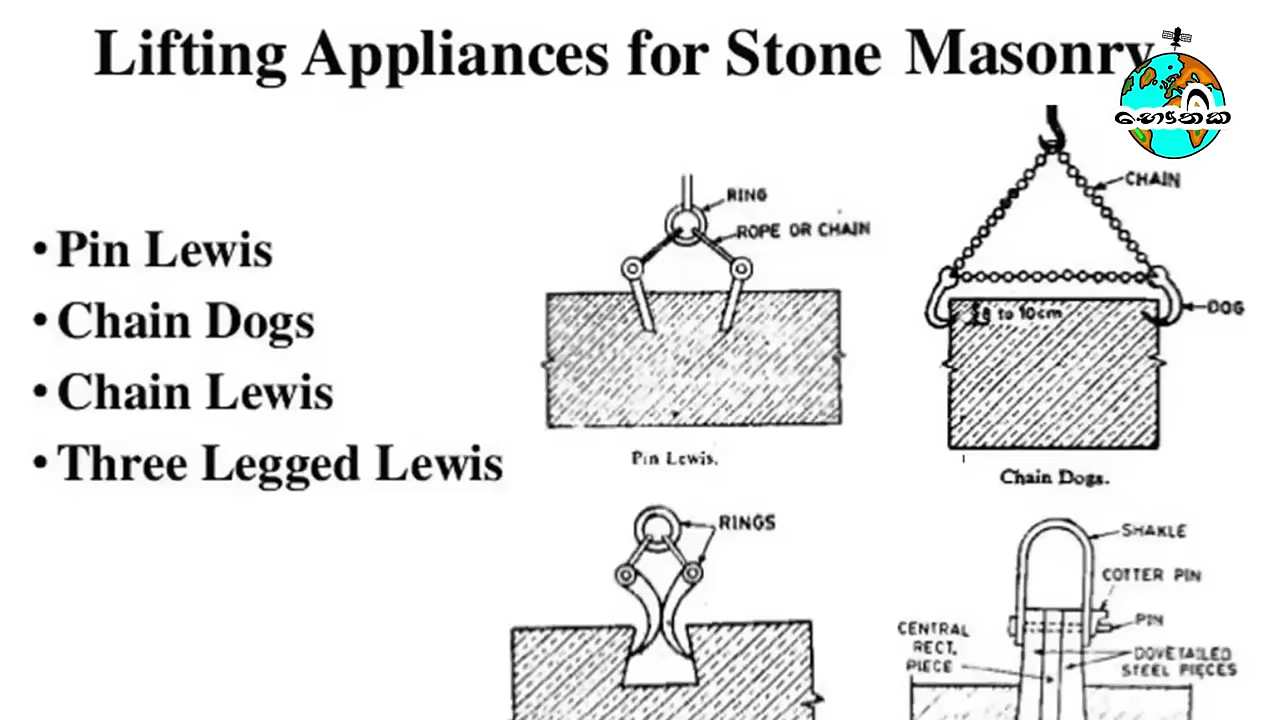 Lifting Appliances for Stone Masonry
භෞතික
• Pin Lewis
• Chain Dogs
• Chain Lewis
• Three Legged Lewis
RING
ROPE OR CHAIN
Pin Lewis.
CHAIN
DOG
8 to 10cm
Chain Dogs.
RINGS
SHAKLE
COTTER PIN
PIN
CENTRAL
RECT.
PIECE
DOVETAILED
STEEL PIECES